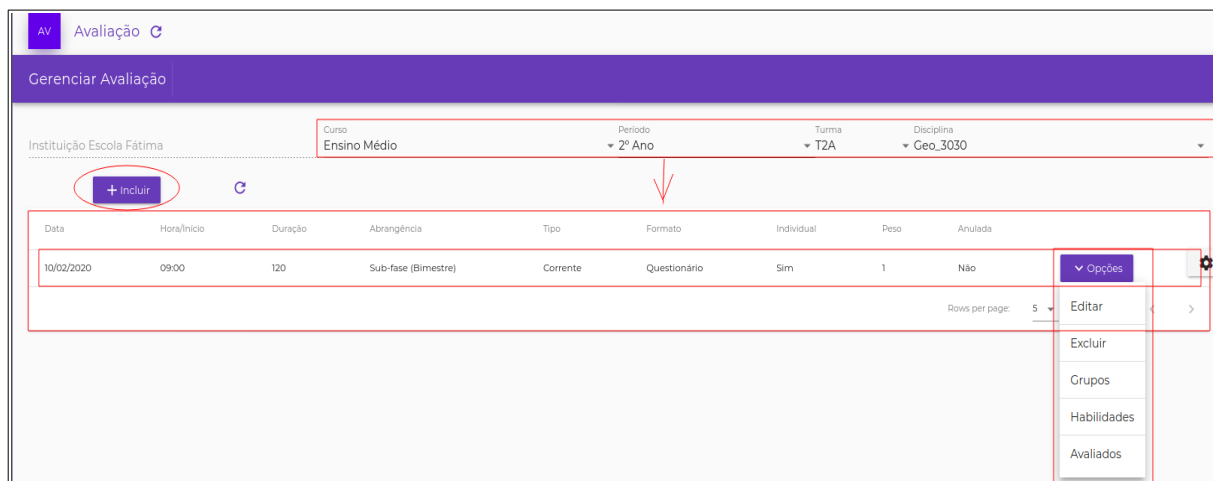 AV Avaliação
Gerenciar Avaliação
Curso Período Turma Disciplina
Instituição Escola Fátima Ensino Médio 2º Ano T2A Geo_3030
+ Incluir
Data Hora/Início Duração Abrangência Tipo Formato Individual Peso Anulada
10/02/2020 09:00 120 Sub-fase (Bimestre) Corrente Questionário Sim 1 Não Opções
Rows per page: 5
Editar
Excluir
Grupos
Habilidades
Avaliados